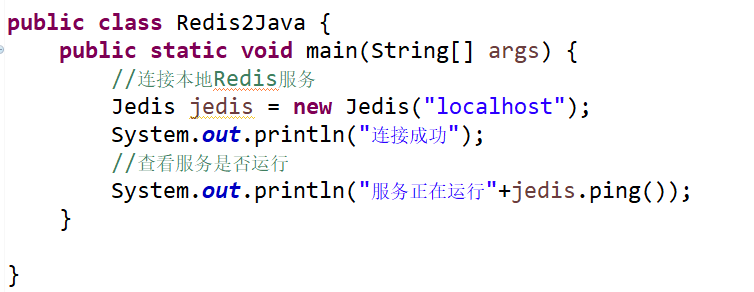 public class Redis2Java {
public static void main(String[] args) {
//连接本地Redis服务
Jedis jedis = new Jedis("localhost");
System.out.println("连接成功");
//查看服务是否运行
System.out.println("服务正在运行"+jedis.ping());
}
}